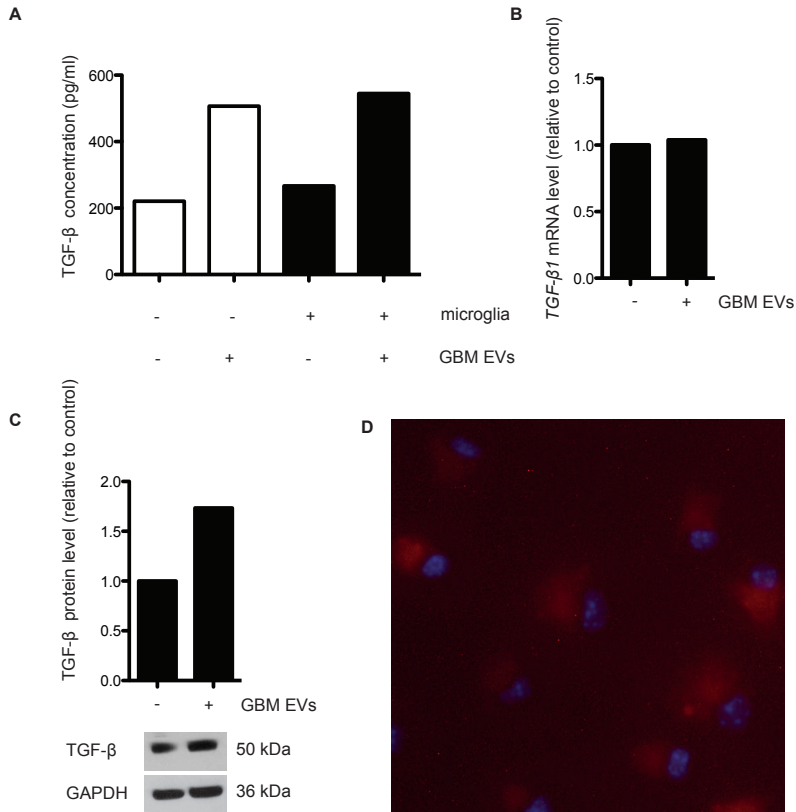 A
TGF-β concentration (pg/ml)
600
400
200
0
- - + + microglia
- + - + GBM EVs
B
TGF-β1 mRNA level (relative to control)
1.5
1.0
0.5
0.0
- + GBM EVs
C
TGF-β protein level (relative to control)
2.0
1.5
1.0
0.5
0.0
- + GBM EVs
TGF-β 50 kDa
GAPDH 36 kDa
D